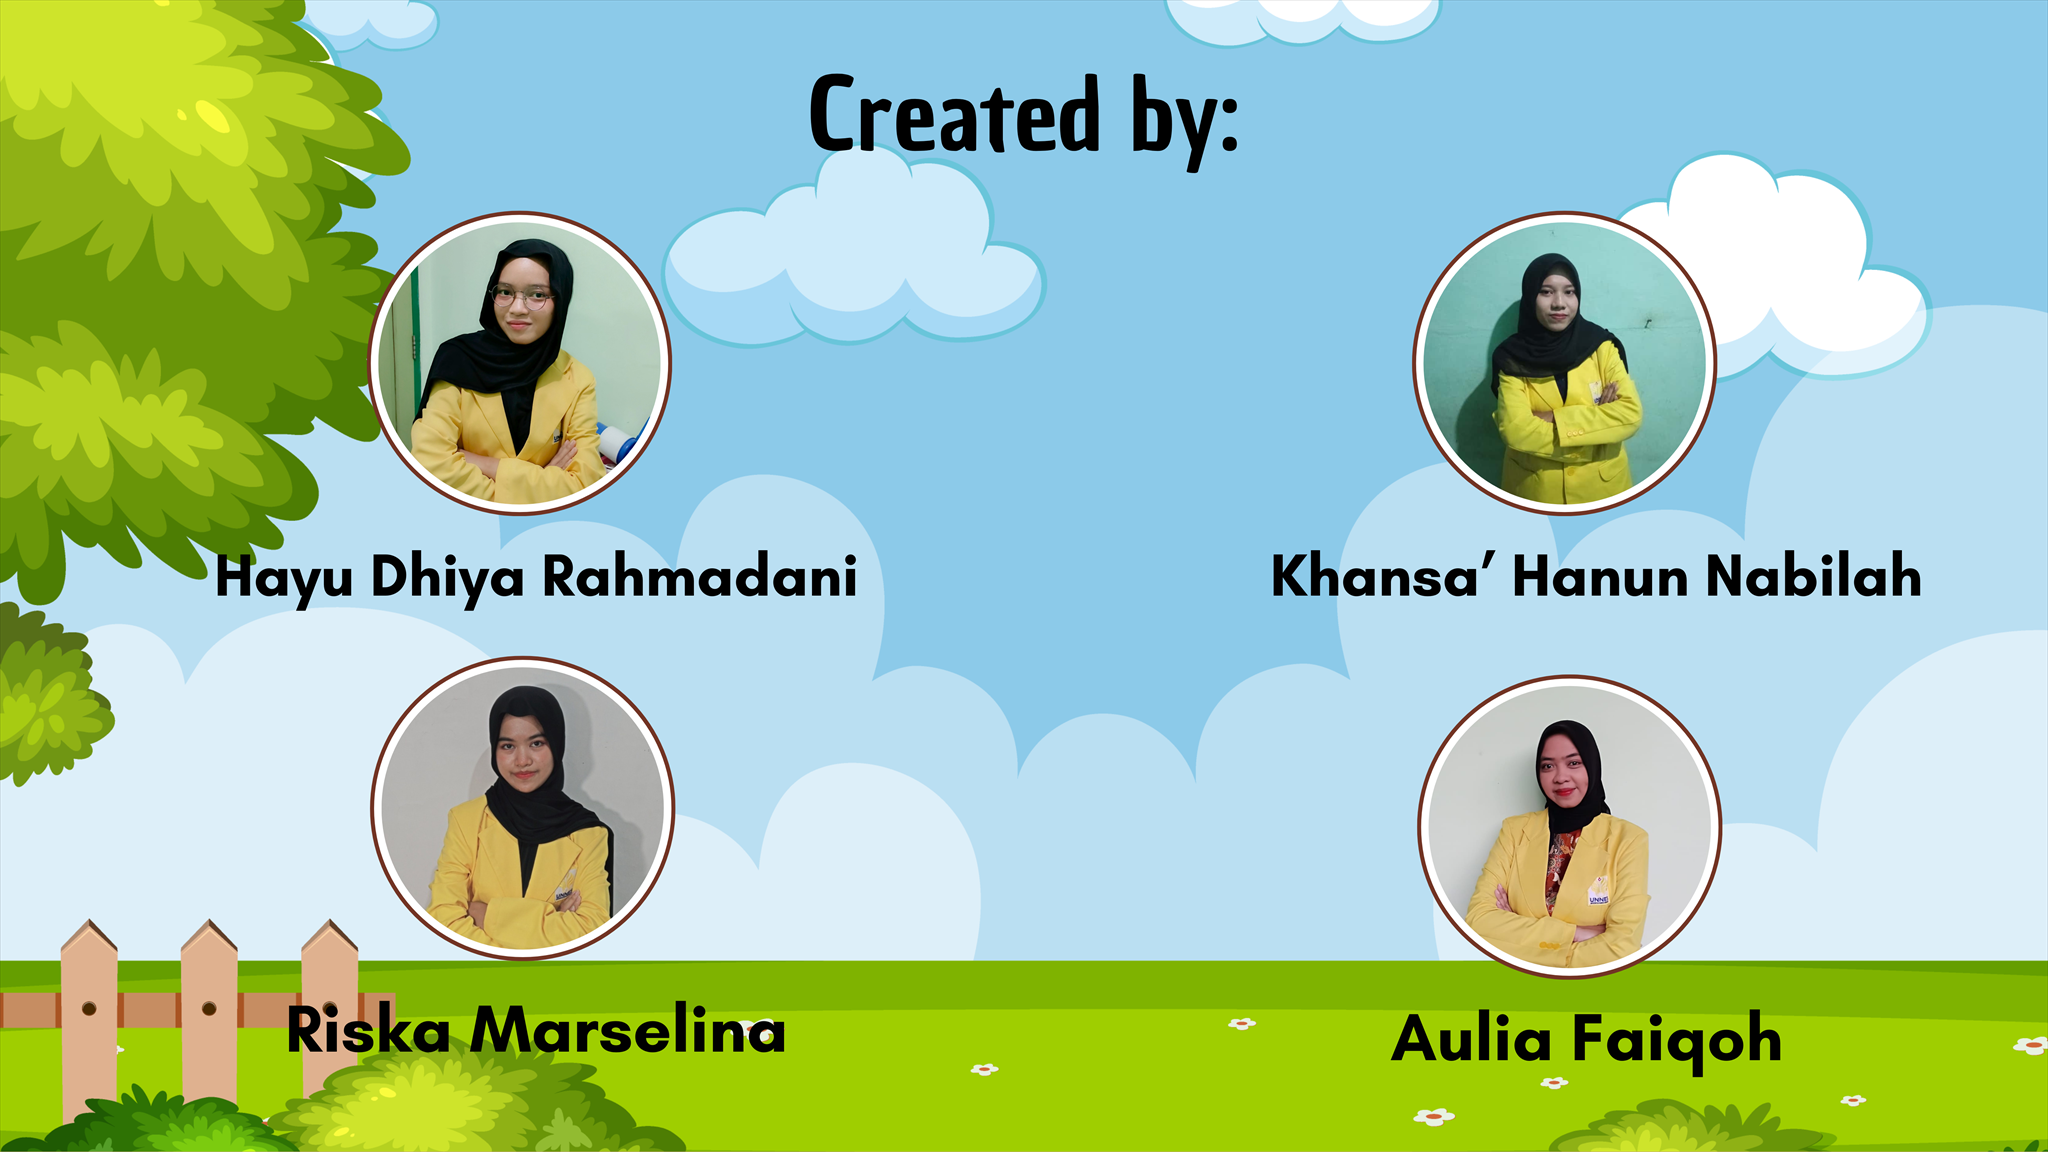 Created by:
Hayu Dhiya Rahmadani
Khansa’ Hanun Nabilah
Riska Marselina
Aulia Faiqoh